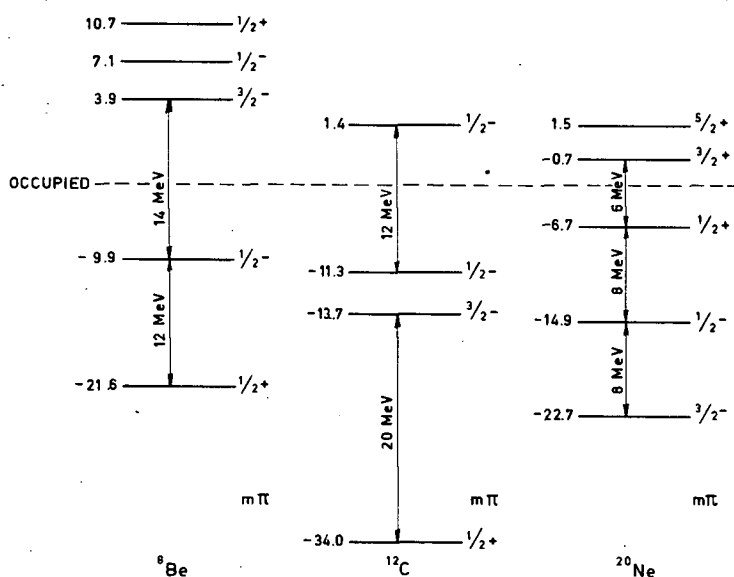 10.7 1/2+
7.1 1/2-
3.9 3/2-
1.4 1/2-
1.5 5/2+
-0.7 3/2+
OCCUPIED
14 MeV
12 MeV
6 MeV
-6.7 1/2+
-9.9 1/2-
-11.3 1/2-
8 MeV
-13.7 3/2-
-14.9 1/2-
12 MeV
8 MeV
-21.6 1/2+
20 MeV
-22.7 3/2-
mπ mπ mπ
-34.0 1/2+
⁸Be ¹²C ²⁰Ne